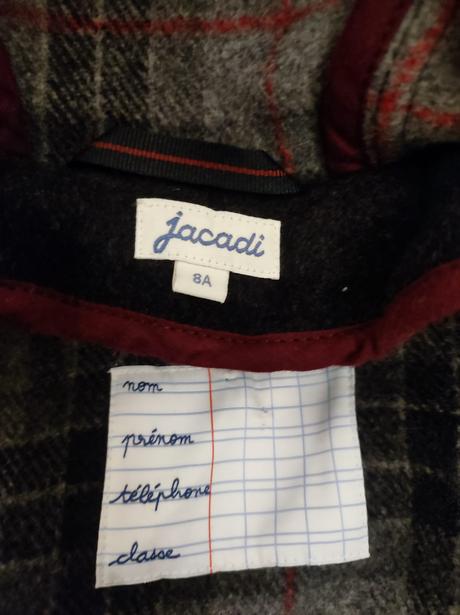 jacadi
8A
nom
prénom
téléphone
classe